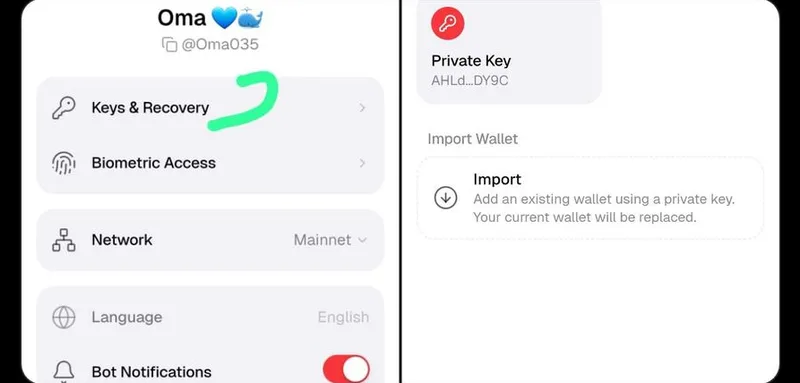 Oma 💙🐳
@Oma035
Keys & Recovery
Biometric Access
Network
Mainnet
Language
English
Bot Notifications
Private Key
AHLd...DY9C
Import Wallet
Import
Add an existing wallet using a private key.
Your current wallet will be replaced.